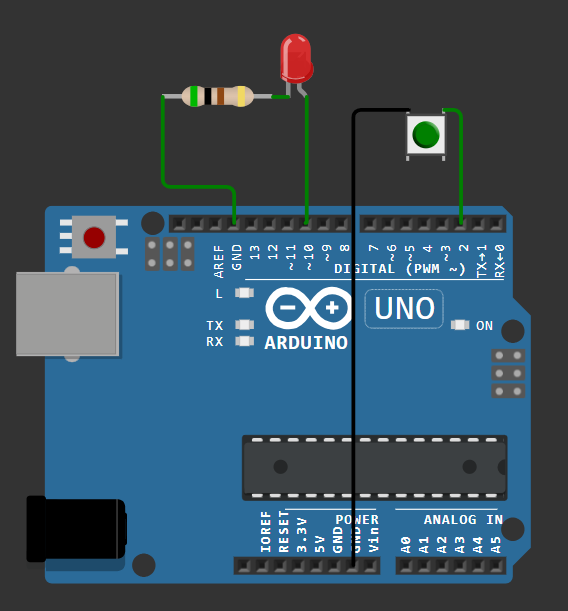 AREF
GND
13
12
~11
~10
~9
8
7
~6
~5
4
~3
2
TX→1
RX←0
DIGITAL (PWM ~)
L
TX
RX
ARDUINO
UNO
ON
POWER
ANALOG IN
IOREF
RESET
3.3V
5V
GND
GND
Vin
A0
A1
A2
A3
A4
A5